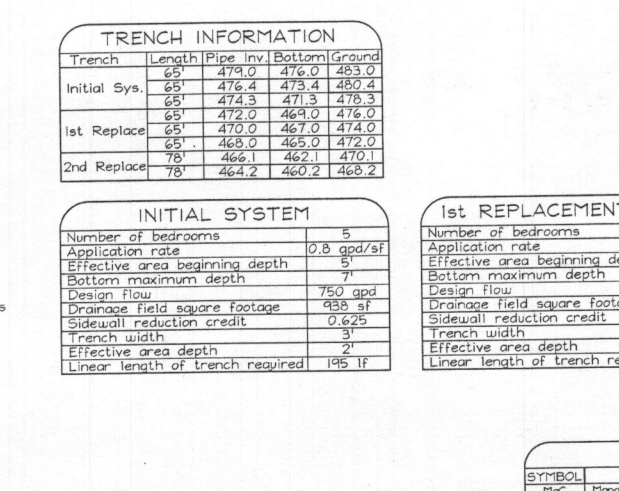 TRENCH INFORMATION
Trench Length Pipe Inv. Bottom Ground
Initial Sys. 65' 479.0 476.0 483.0
65' 476.4 473.4 480.4
65' 474.3 471.3 478.3
1st Replace 65' 472.0 469.0 476.0
65' 470.0 467.0 474.0
65' 468.0 465.0 472.0
2nd Replace 78' 466.1 462.1 470.1
78' 464.2 460.2 468.2
INITIAL SYSTEM
Number of bedrooms 5
Application rate 0.8 gpd/sf
Effective area beginning depth 5'
Bottom maximum depth 7'
Design flow 750 gpd
Drainage field square footage 938 sf
Sidewall reduction credit 0.625
Trench width 3'
Effective area depth 2'
Linear length of trench required 195 lf
1st REPLACEMENT
Number of bedrooms
Application rate
Effective area beginning de
Bottom maximum depth
Design flow
Drainage field square foota
Sidewall reduction credit
Trench width
Effective area depth
Linear length of trench re
s
SYMBOL